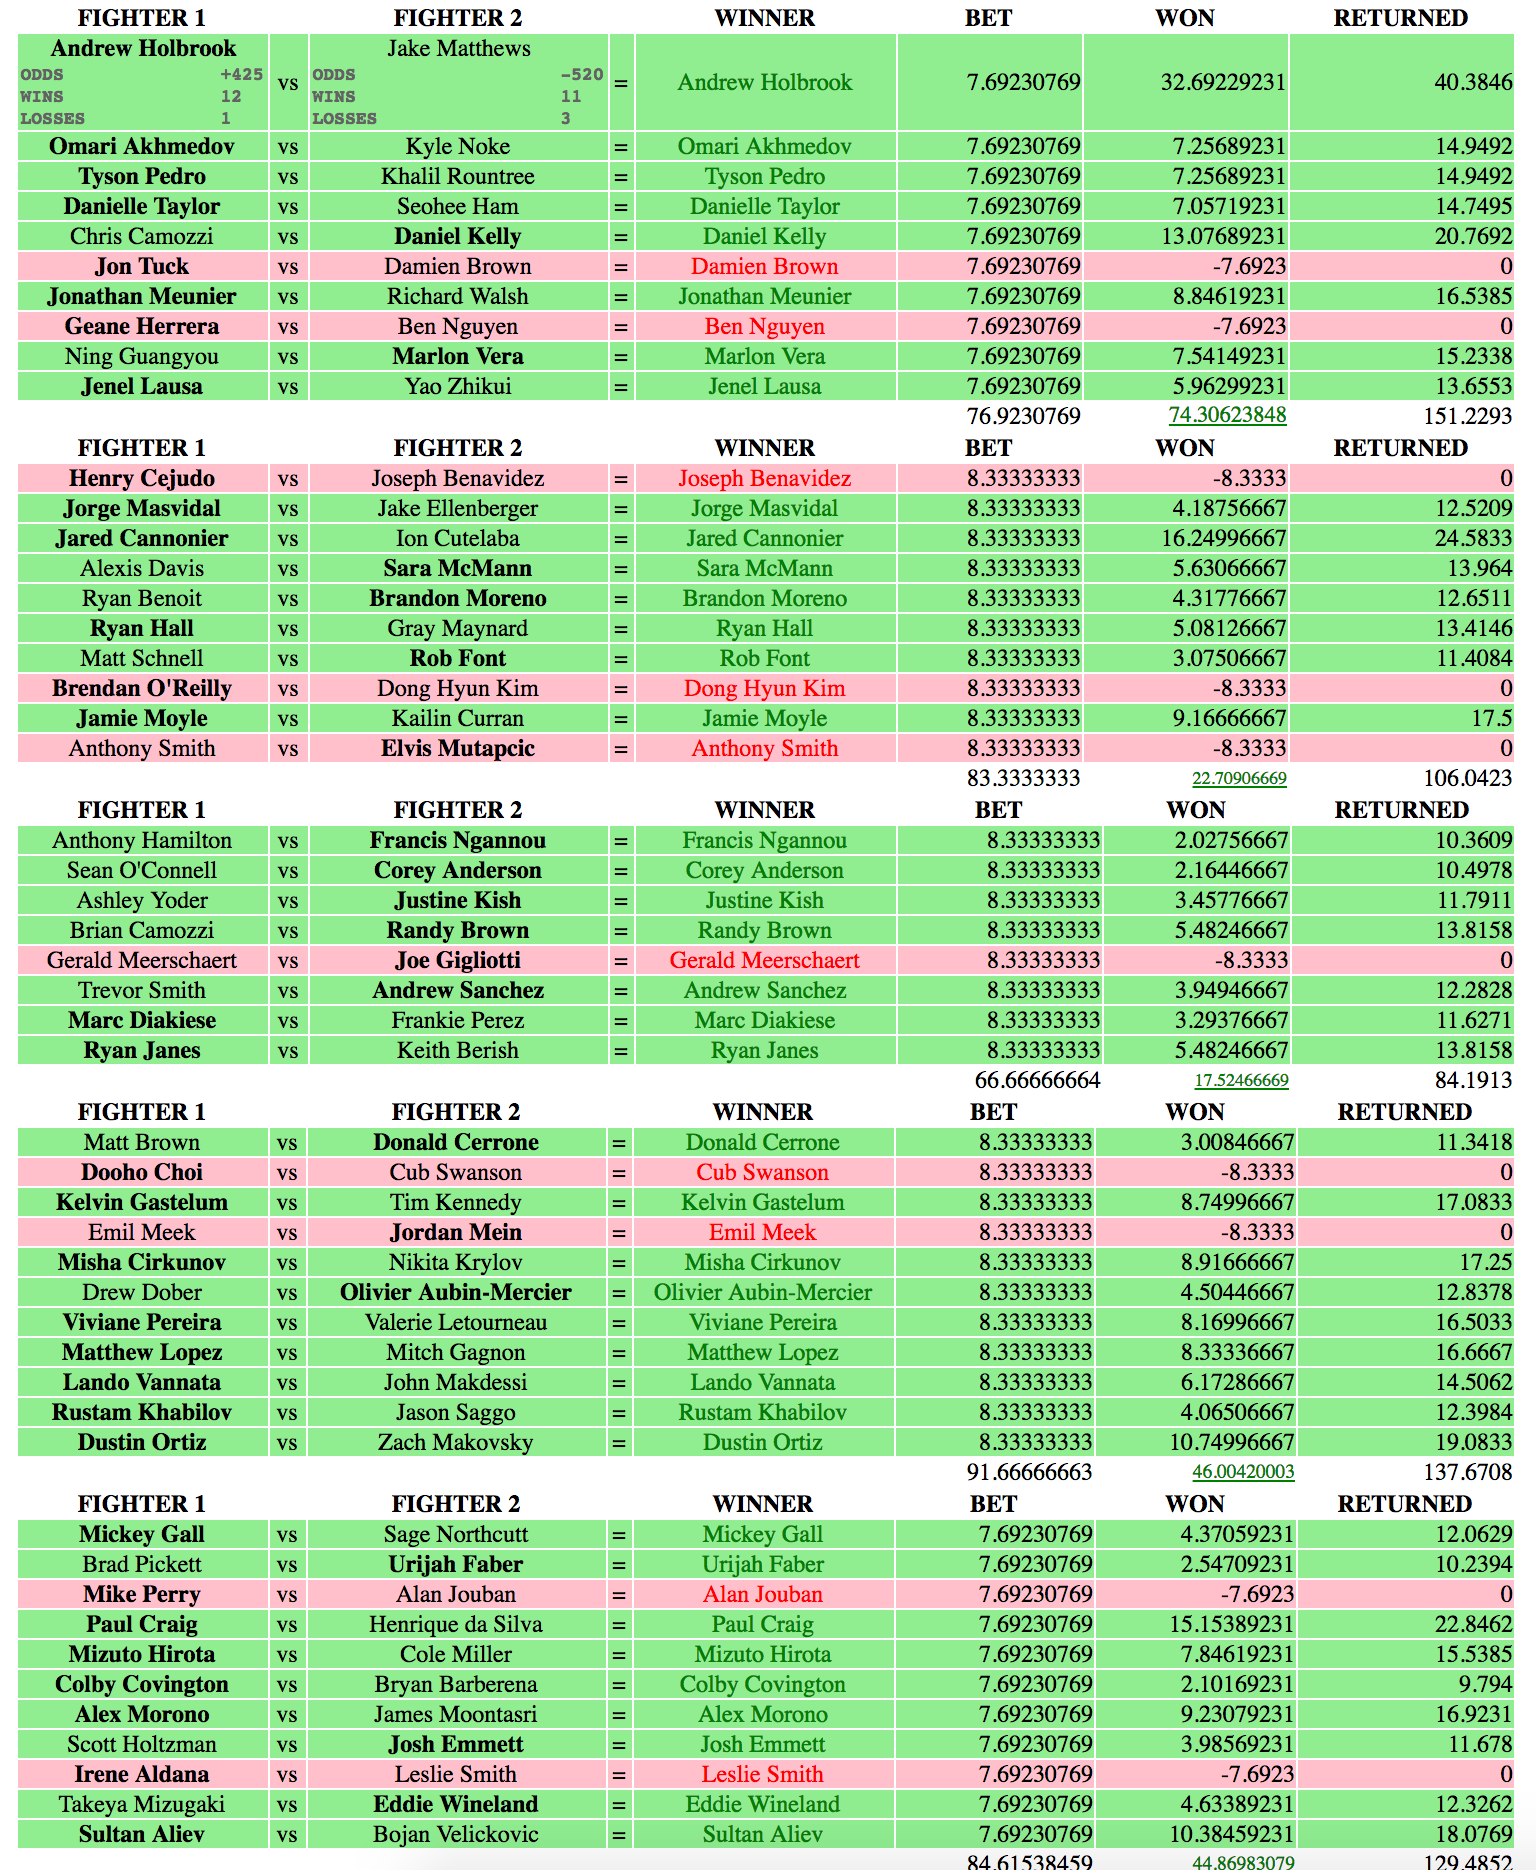 FIGHTER 1 FIGHTER 2 WINNER BET WON RETURNED
Andrew Holbrook Jake Matthews
ODDS +425 vs ODDS -520 = Andrew Holbrook 7.69230769 32.69229231 40.3846
WINS 12 WINS 11
LOSSES 1 LOSSES 3
Omari Akhmedov vs Kyle Noke = Omari Akhmedov 7.69230769 7.25689231 14.9492
Tyson Pedro vs Khalil Rountree = Tyson Pedro 7.69230769 7.25689231 14.9492
Danielle Taylor vs Seohee Ham = Danielle Taylor 7.69230769 7.05719231 14.7495
Chris Camozzi vs Daniel Kelly = Daniel Kelly 7.69230769 13.07689231 20.7692
Jon Tuck vs Damien Brown = Damien Brown 7.69230769 -7.6923 0
Jonathan Meunier vs Richard Walsh = Jonathan Meunier 7.69230769 8.84619231 16.5385
Geane Herrera vs Ben Nguyen = Ben Nguyen 7.69230769 -7.6923 0
Ning Guangyou vs Marlon Vera = Marlon Vera 7.69230769 7.54149231 15.2338
Jenel Lausa vs Yao Zhikui = Jenel Lausa 7.69230769 5.96299231 13.6553
76.9230769 74.30623848 151.2293
FIGHTER 1 FIGHTER 2 WINNER BET WON RETURNED
Henry Cejudo vs Joseph Benavidez = Joseph Benavidez 8.33333333 -8.3333 0
Jorge Masvidal vs Jake Ellenberger = Jorge Masvidal 8.33333333 4.18756667 12.5209
Jared Cannonier vs Ion Cutelaba = Jared Cannonier 8.33333333 16.24996667 24.5833
Alexis Davis vs Sara McMann = Sara McMann 8.33333333 5.63066667 13.964
Ryan Benoit vs Brandon Moreno = Brandon Moreno 8.33333333 4.31776667 12.6511
Ryan Hall vs Gray Maynard = Ryan Hall 8.33333333 5.08126667 13.4146
Matt Schnell vs Rob Font = Rob Font 8.33333333 3.07506667 11.4084
Brendan O'Reilly vs Dong Hyun Kim = Dong Hyun Kim 8.33333333 -8.3333 0
Jamie Moyle vs Kailin Curran = Jamie Moyle 8.33333333 9.16666667 17.5
Anthony Smith vs Elvis Mutapcic = Anthony Smith 8.33333333 -8.3333 0
83.3333333 22.70906669 106.0423
FIGHTER 1 FIGHTER 2 WINNER BET WON RETURNED
Anthony Hamilton vs Francis Ngannou = Francis Ngannou 8.33333333 2.02756667 10.3609
Sean O'Connell vs Corey Anderson = Corey Anderson 8.33333333 2.16446667 10.4978
Ashley Yoder vs Justine Kish = Justine Kish 8.33333333 3.45776667 11.7911
Brian Camozzi vs Randy Brown = Randy Brown 8.33333333 5.48246667 13.8158
Gerald Meerschaert vs Joe Gigliotti = Gerald Meerschaert 8.33333333 -8.3333 0
Trevor Smith vs Andrew Sanchez = Andrew Sanchez 8.33333333 3.94946667 12.2828
Marc Diakiese vs Frankie Perez = Marc Diakiese 8.33333333 3.29376667 11.6271
Ryan Janes vs Keith Berish = Ryan Janes 8.33333333 5.48246667 13.8158
66.66666664 17.52466669 84.1913
FIGHTER 1 FIGHTER 2 WINNER BET WON RETURNED
Matt Brown vs Donald Cerrone = Donald Cerrone 8.33333333 3.00846667 11.3418
Dooho Choi vs Cub Swanson = Cub Swanson 8.33333333 -8.3333 0
Kelvin Gastelum vs Tim Kennedy = Kelvin Gastelum 8.33333333 8.74996667 17.0833
Emil Meek vs Jordan Mein = Emil Meek 8.33333333 -8.3333 0
Misha Cirkunov vs Nikita Krylov = Misha Cirkunov 8.33333333 8.91666667 17.25
Drew Dober vs Olivier Aubin-Mercier = Olivier Aubin-Mercier 8.33333333 4.50446667 12.8378
Viviane Pereira vs Valerie Letourneau = Viviane Pereira 8.33333333 8.16996667 16.5033
Matthew Lopez vs Mitch Gagnon = Matthew Lopez 8.33333333 8.33336667 16.6667
Lando Vannata vs John Makdessi = Lando Vannata 8.33333333 6.17286667 14.5062
Rustam Khabilov vs Jason Saggo = Rustam Khabilov 8.33333333 4.06506667 12.3984
Dustin Ortiz vs Zach Makovsky = Dustin Ortiz 8.33333333 10.74996667 19.0833
91.66666663 46.00420003 137.6708
FIGHTER 1 FIGHTER 2 WINNER BET WON RETURNED
Mickey Gall vs Sage Northcutt = Mickey Gall 7.69230769 4.37059231 12.0629
Brad Pickett vs Urijah Faber = Urijah Faber 7.69230769 2.54709231 10.2394
Mike Perry vs Alan Jouban = Alan Jouban 7.69230769 -7.6923 0
Paul Craig vs Henrique da Silva = Paul Craig 7.69230769 15.15389231 22.8462
Mizuto Hirota vs Cole Miller = Mizuto Hirota 7.69230769 7.84619231 15.5385
Colby Covington vs Bryan Barberena = Colby Covington 7.69230769 2.10169231 9.794
Alex Morono vs James Moontasri = Alex Morono 7.69230769 9.23079231 16.9231
Scott Holtzman vs Josh Emmett = Josh Emmett 7.69230769 3.98569231 11.678
Irene Aldana vs Leslie Smith = Leslie Smith 7.69230769 -7.6923 0
Takeya Mizugaki vs Eddie Wineland = Eddie Wineland 7.69230769 4.63389231 12.3262
Sultan Aliev vs Bojan Velickovic = Sultan Aliev 7.69230769 10.38459231 18.0769
84.61538459 44.86983079 129.4852